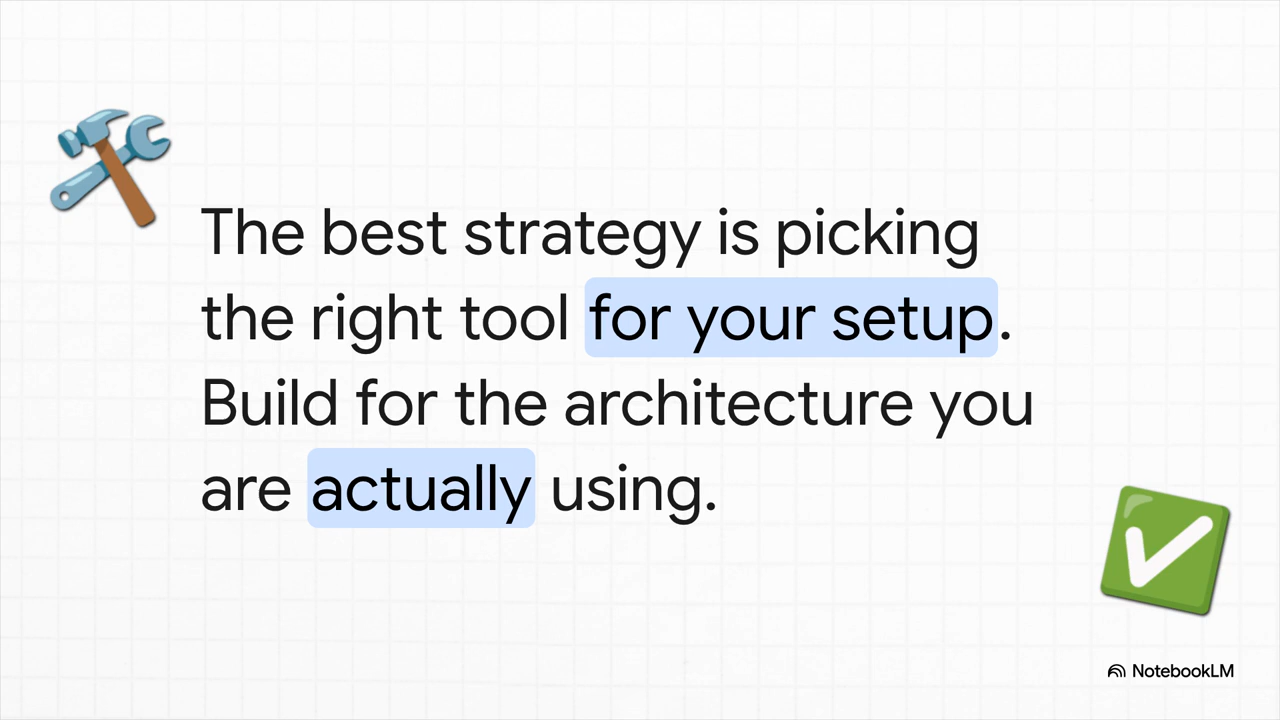 The best strategy is picking
the right tool for your setup.
Build for the architecture you
are actually using.
NotebookLM